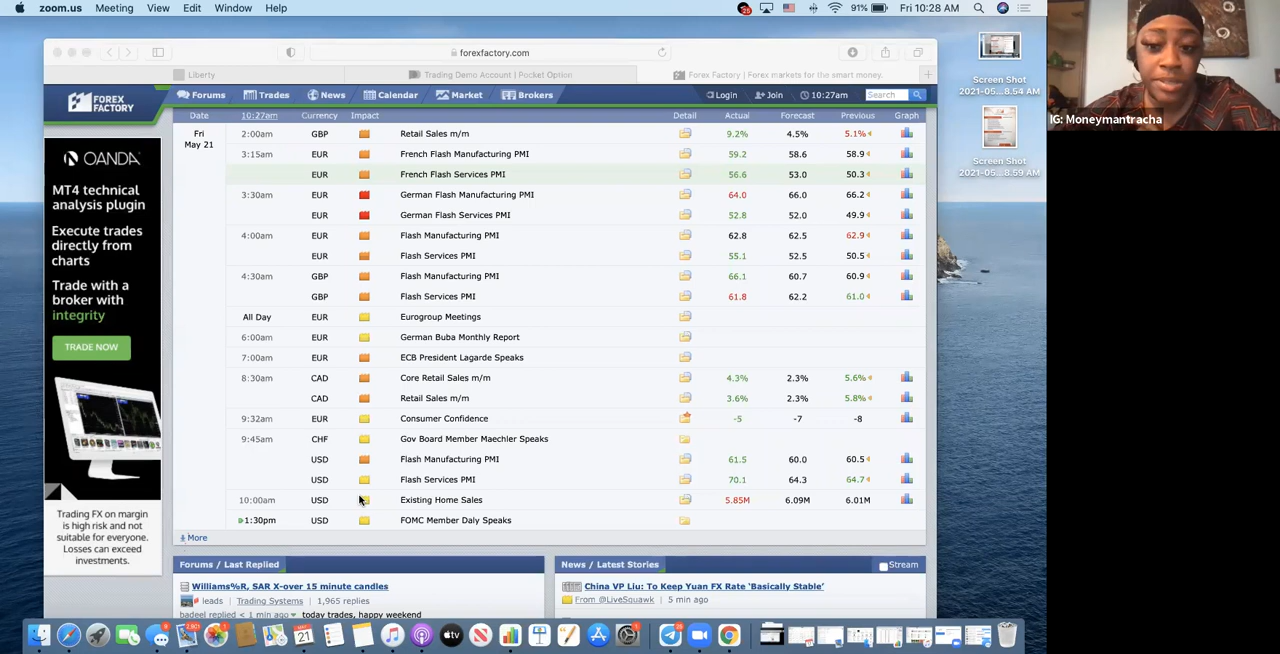 zoom.us Meeting View Edit Window Help 25 91% Fri 10:28 AM
forexfactory.com
Liberty Trading Demo Account | Pocket Option Forex Factory | Forex markets for the smart money.
FOREX FACTORY Forums Trades News Calendar Market Brokers Login Join 10:27am Search
Date 10:27am Currency Impact Detail Actual Forecast Previous Graph
Fri May 21
2:00am GBP Retail Sales m/m 9.2% 4.5% 5.1%
3:15am EUR French Flash Manufacturing PMI 59.2 58.6 58.9
EUR French Flash Services PMI 56.6 53.0 50.3
3:30am EUR German Flash Manufacturing PMI 64.0 66.0 66.2
EUR German Flash Services PMI 52.8 52.0 49.9
4:00am EUR Flash Manufacturing PMI 62.8 62.5 62.9
EUR Flash Services PMI 55.1 52.5 50.5
4:30am GBP Flash Manufacturing PMI 66.1 60.7 60.9
GBP Flash Services PMI 61.8 62.2 61.0
All Day EUR Eurogroup Meetings
6:00am EUR German Buba Monthly Report
7:00am EUR ECB President Lagarde Speaks
8:30am CAD Core Retail Sales m/m 4.3% 2.3% 5.6%
CAD Retail Sales m/m 3.6% 2.3% 5.8%
9:32am EUR Consumer Confidence -5 -7 -8
9:45am CHF Gov Board Member Maechler Speaks
USD Flash Manufacturing PMI 61.5 60.0 60.5
USD Flash Services PMI 70.1 64.3 64.7
10:00am USD Existing Home Sales 5.85M 6.09M 6.01M
1:30pm USD FOMC Member Daly Speaks
More
Forums / Last Replied
Williams%R, SAR X-over 15 minute candles
leads | Trading Systems | 1,965 replies
badeel replied < 1 min ago today trades, happy weekend
News / Latest Stories Stream
China VP Liu: To Keep Yuan FX Rate 'Basically Stable'
From @LiveSquawk | 5 min ago
OANDA
MT4 technical
analysis plugin
Execute trades
directly from
charts
Trade with a
broker with
integrity
TRADE NOW
Trading FX on margin
is high risk and not
suitable for everyone.
Losses can exceed
investments.
Screen Shot
2021-05...8.54 AM
Screen Shot
2021-05...8.59 AM
IG: Moneymantracha
MAY
21